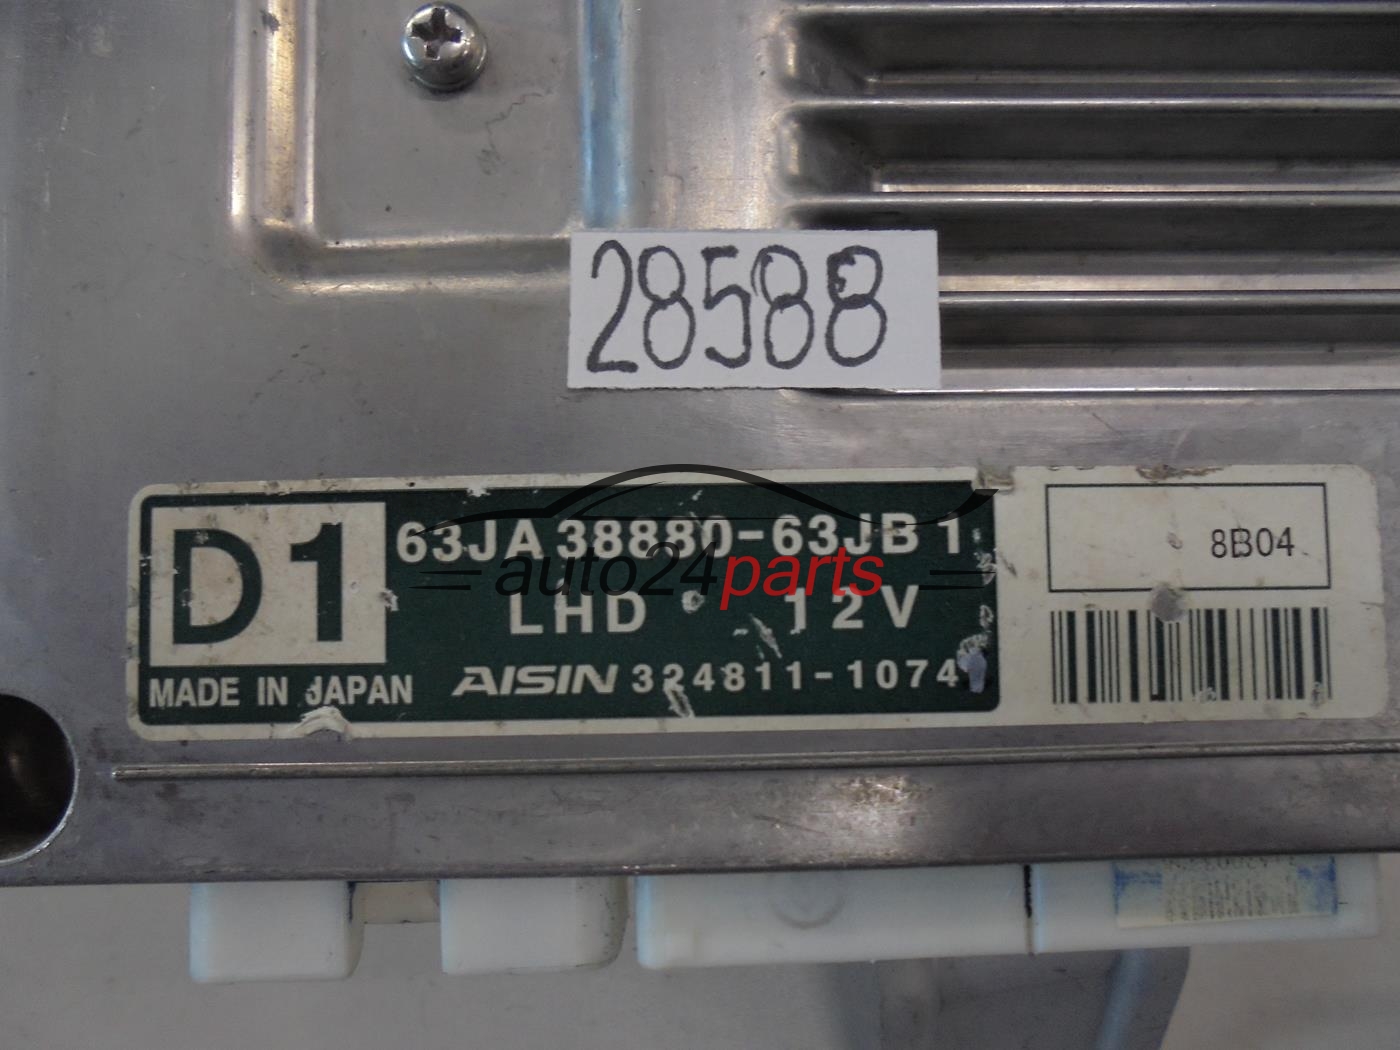 28588
D1
63JA 38880-63JB 1
auto24parts
LHD 12V
MADE IN JAPAN
AISIN 324811-1074
8B04